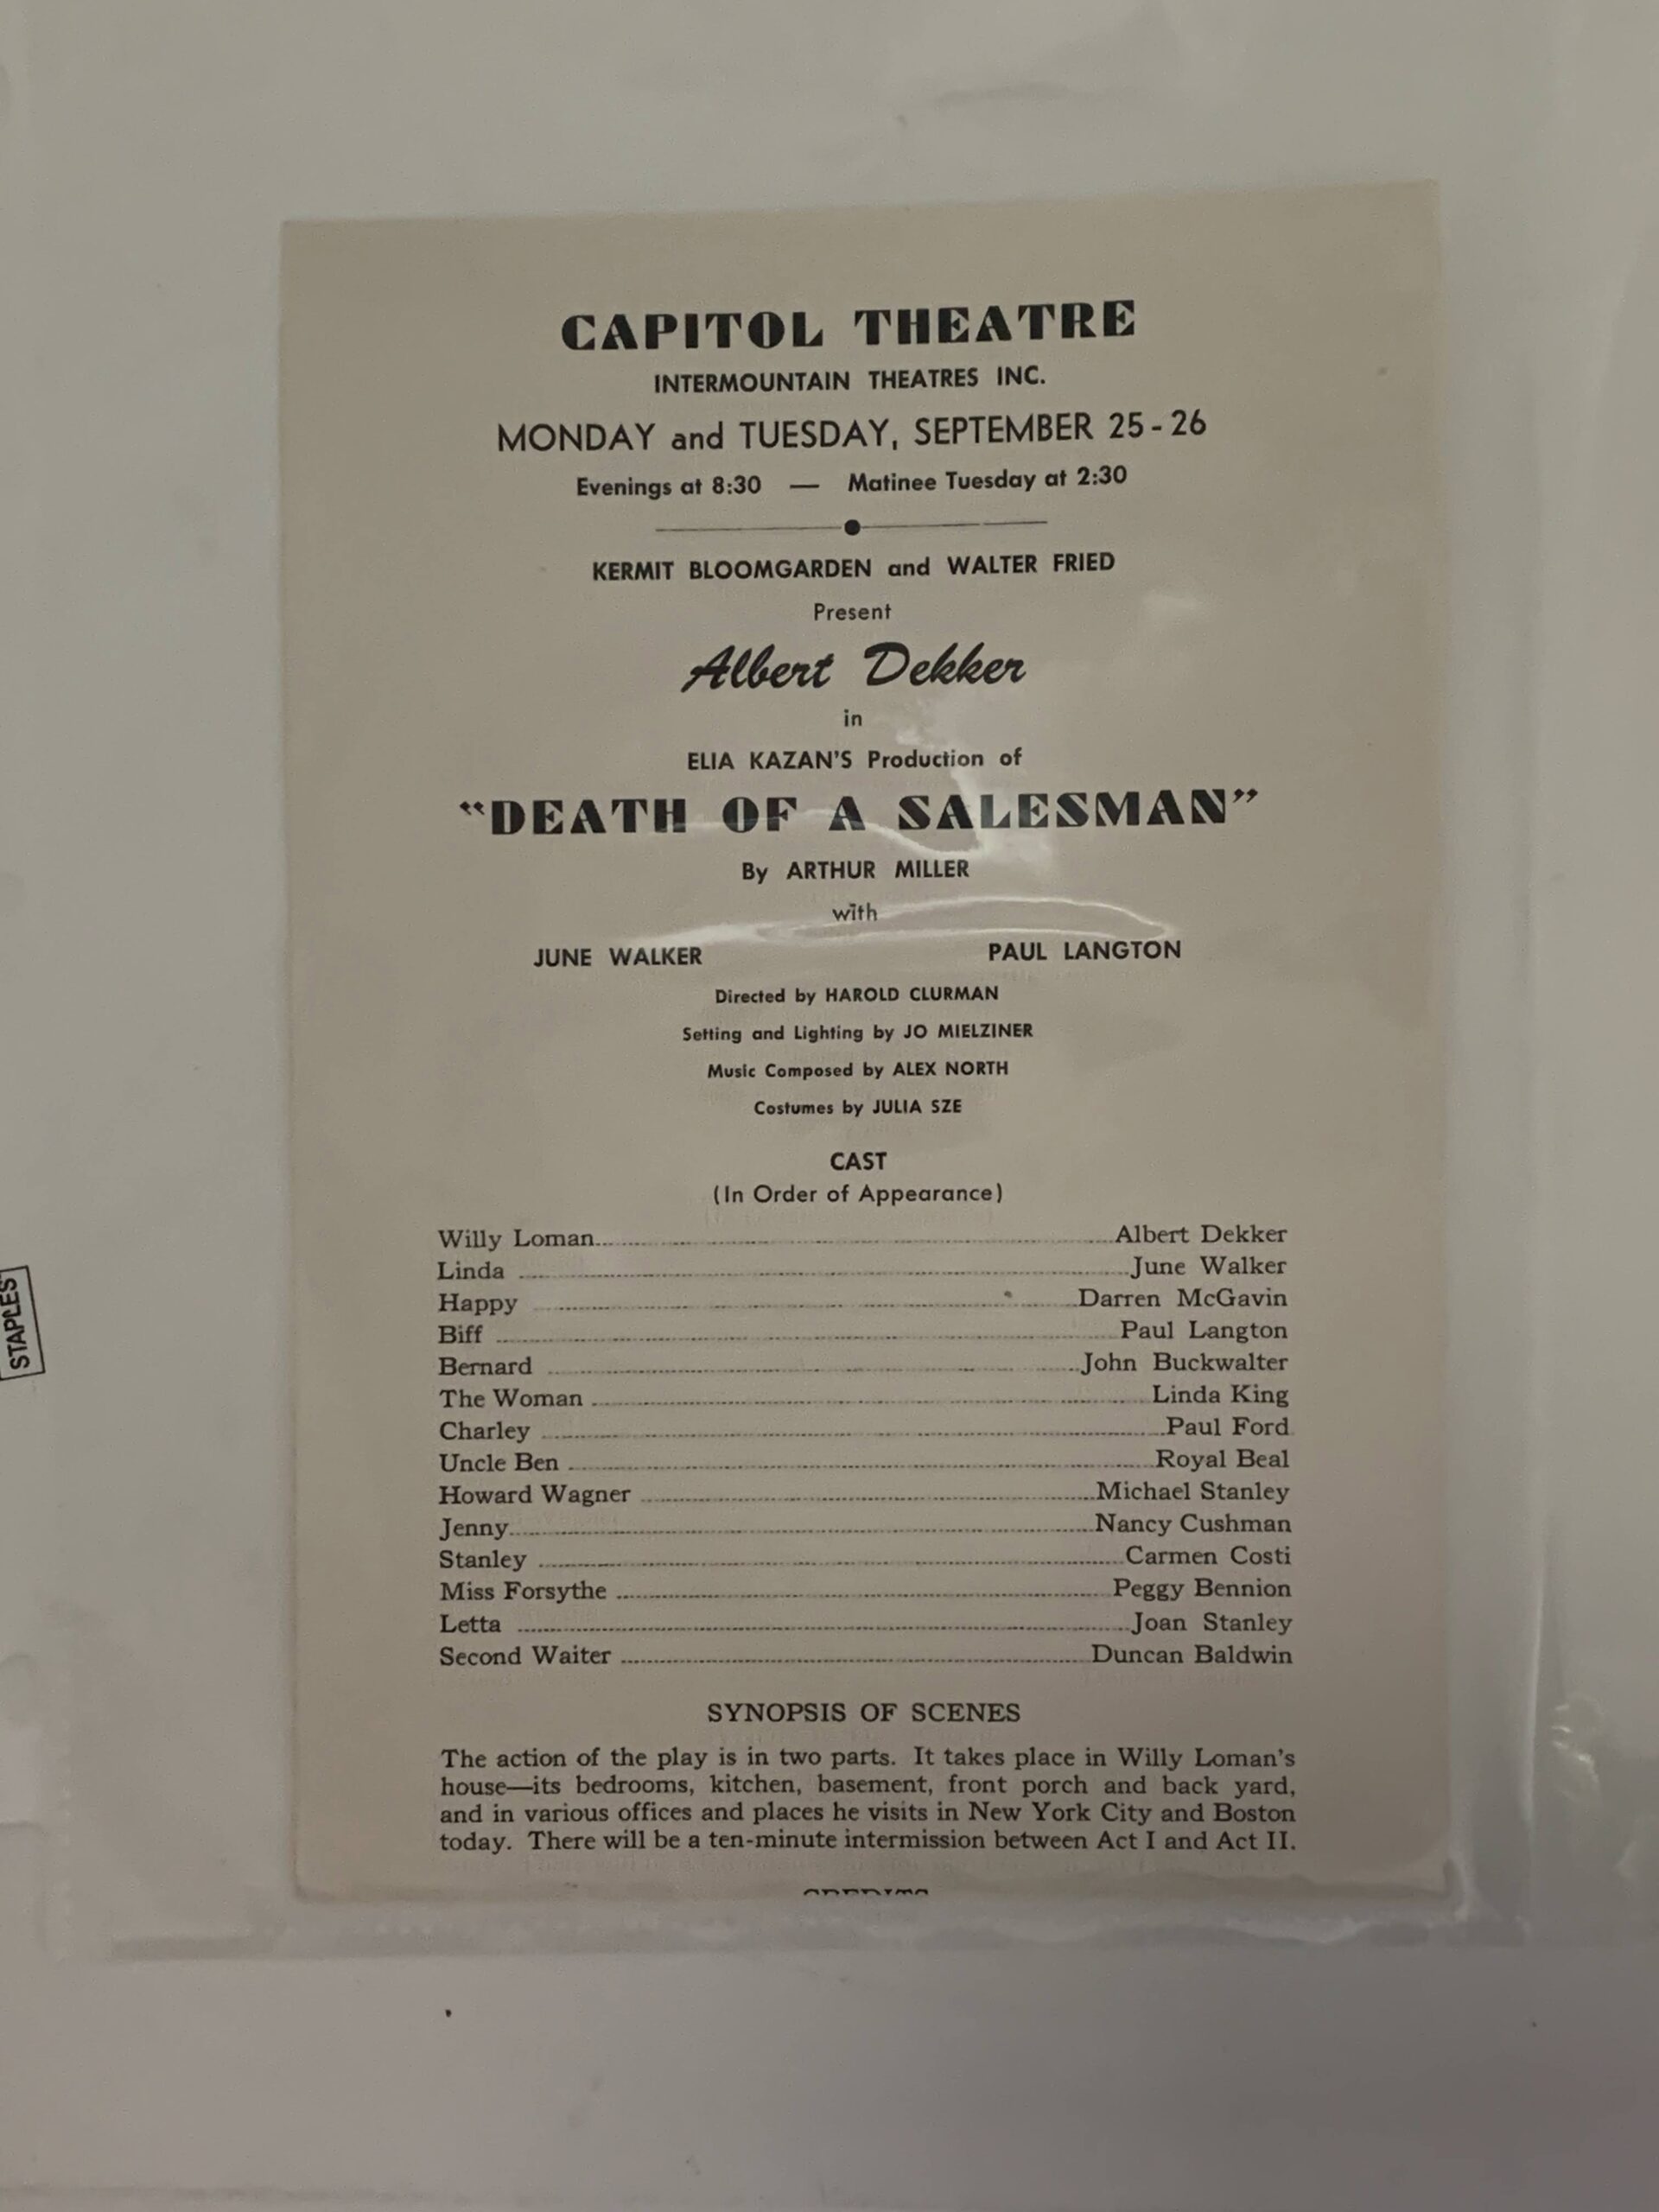 CAPITOL THEATRE
INTERMOUNTAIN THEATRES INC.
MONDAY and TUESDAY, SEPTEMBER 25-26
Evenings at 8:30 — Matinee Tuesday at 2:30
KERMIT BLOOMGARDEN and WALTER FRIED
Present
Albert Dekker
in
ELIA KAZAN'S Production of
"DEATH OF A SALESMAN"
By ARTHUR MILLER
with
JUNE WALKER PAUL LANGTON
Directed by HAROLD CLURMAN
Setting and Lighting by JO MIELZINER
Music Composed by ALEX NORTH
Costumes by JULIA SZE
CAST
(In Order of Appearance)
Willy Loman Albert Dekker
Linda June Walker
Happy Darren McGavin
Biff Paul Langton
Bernard John Buckwalter
The Woman Linda King
Charley Paul Ford
Uncle Ben Royal Beal
Howard Wagner Michael Stanley
Jenny Nancy Cushman
Stanley Carmen Costi
Miss Forsythe Peggy Bennion
Letta Joan Stanley
Second Waiter Duncan Baldwin
SYNOPSIS OF SCENES
The action of the play is in two parts. It takes place in Willy Loman's
house—its bedrooms, kitchen, basement, front porch and back yard,
and in various offices and places he visits in New York City and Boston
today. There will be a ten-minute intermission between Act I and Act II.
STAPLES